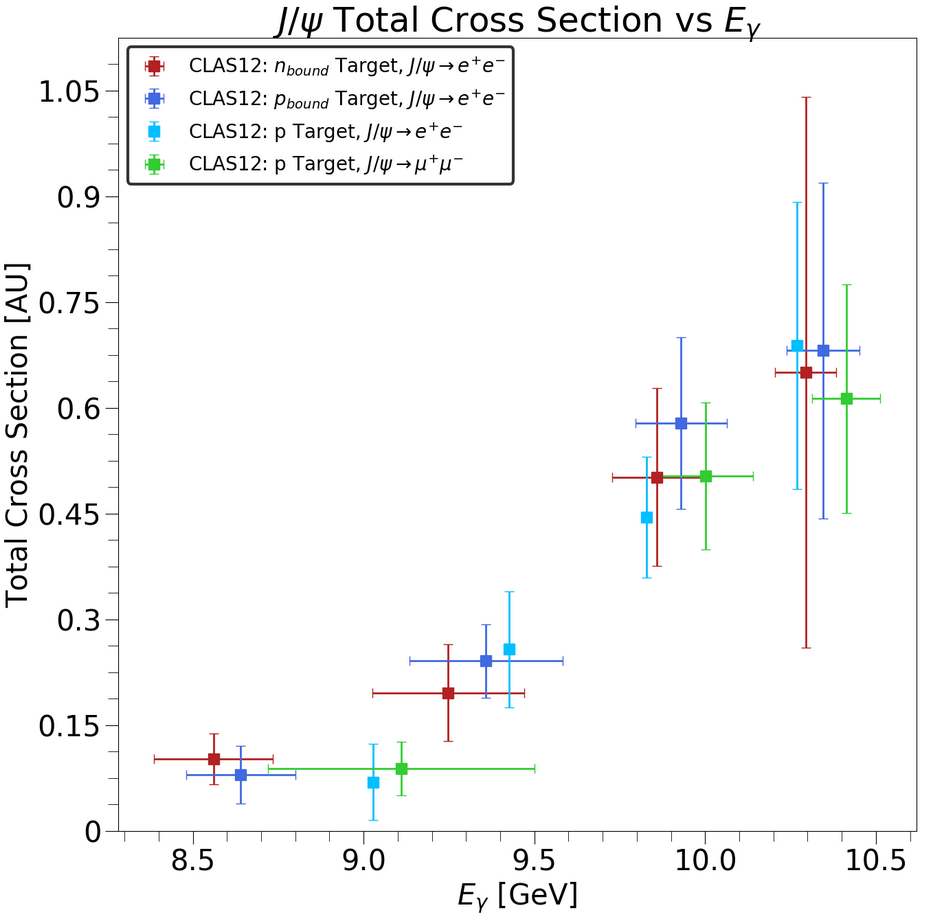 J/ψ Total Cross Section vs Eγ
CLAS12: n_bound Target, J/ψ→e⁺e⁻
CLAS12: p_bound Target, J/ψ→e⁺e⁻
CLAS12: p Target, J/ψ→e⁺e⁻
CLAS12: p Target, J/ψ→μ⁺μ⁻
Total Cross Section [AU]
1.05
0.9
0.75
0.6
0.45
0.3
0.15
0
8.5 9.0 9.5 10.0 10.5
Eγ [GeV]